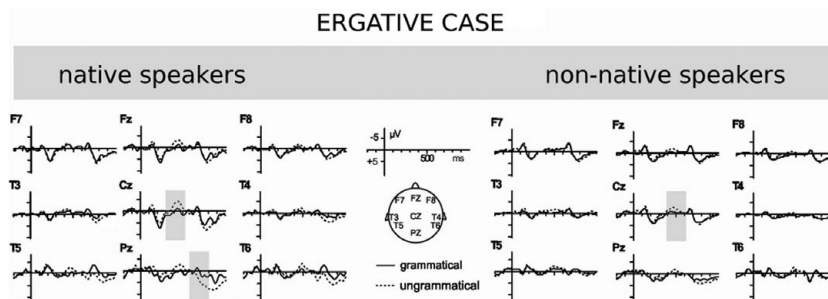 ERGATIVE CASE
native speakers
non-native speakers
F7 Fz F8
T3 Cz T4
T5 Pz T6
-5 µV
+5 500 ms
F7 FZ F8
T3 CZ T4
T5 T6
PZ
grammatical
ungrammatical
F7 Fz F8
T3 Cz T4
T5 Pz T6